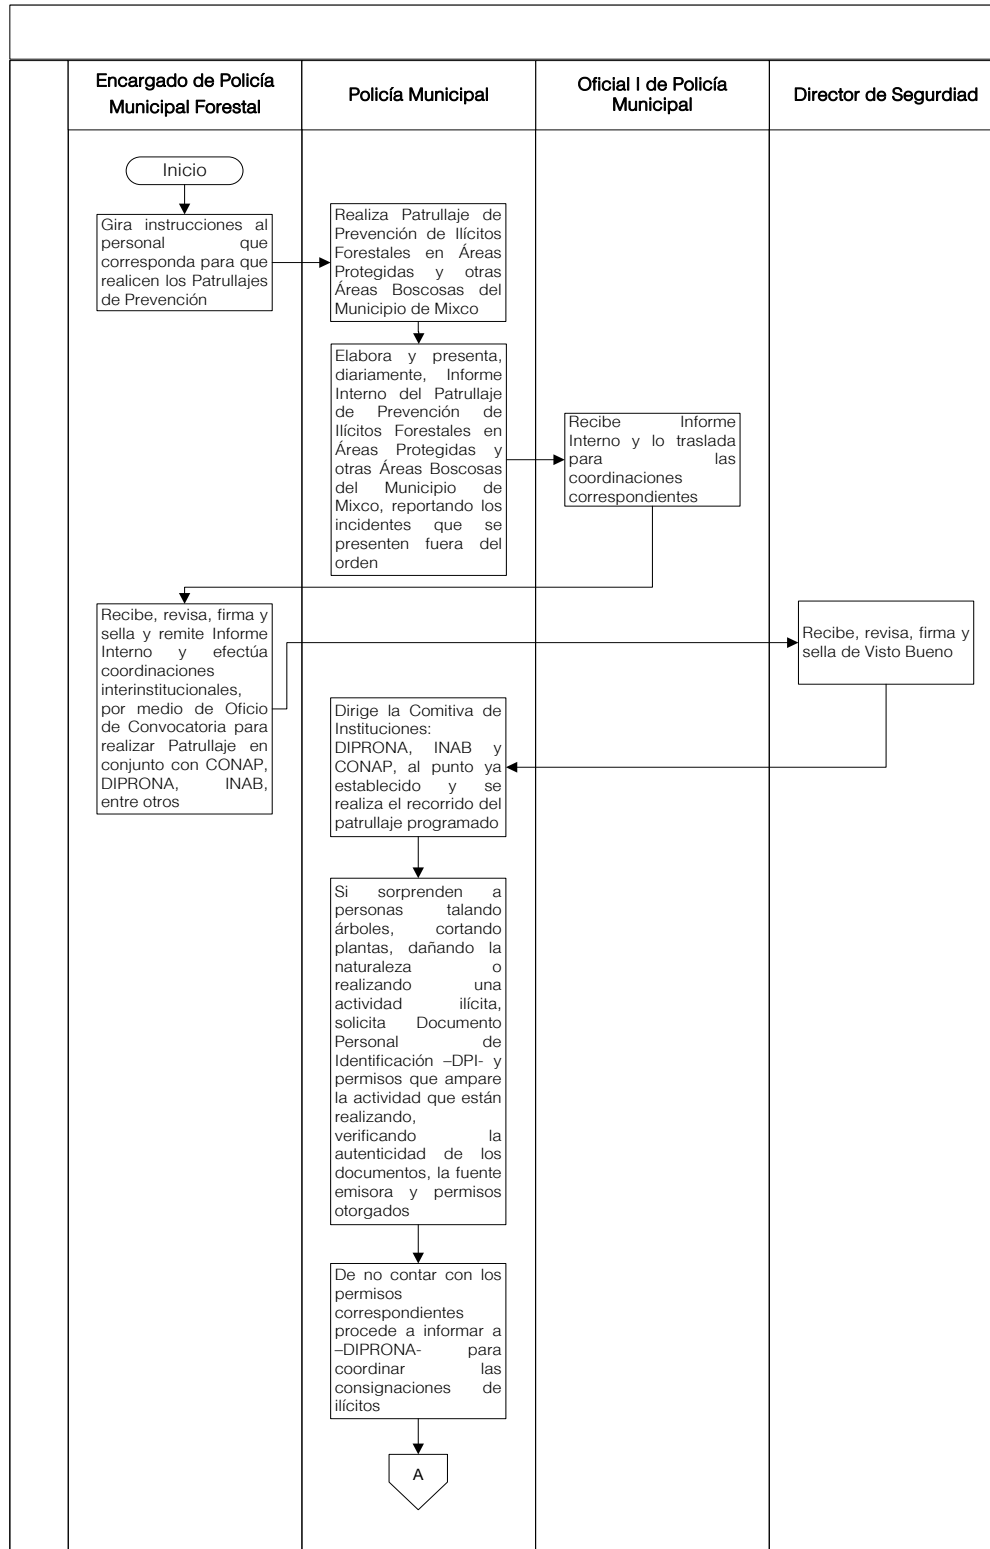 Encargado de Policía
Municipal Forestal
Policía Municipal
Oficial I de Policía
Municipal
Director de Segurdiad
Inicio
Gira instrucciones al
personal que
corresponda para que
realicen los Patrullajes
de Prevención
Realiza Patrullaje de
Prevención de Ilícitos
Forestales en Áreas
Protegidas y otras
Áreas Boscosas del
Municipio de Mixco
Elabora y presenta,
diariamente, Informe
Interno del Patrullaje
de Prevención de
Ilícitos Forestales en
Áreas Protegidas y
otras Áreas Boscosas
del Municipio de
Mixco, reportando los
incidentes que se
presenten fuera del
orden
Recibe Informe
Interno y lo traslada
para las
coordinaciones
correspondientes
Recibe, revisa, firma y
sella y remite Informe
Interno y efectúa
coordinaciones
interinstitucionales,
por medio de Oficio
de Convocatoria para
realizar Patrullaje en
conjunto con CONAP,
DIPRONA, INAB,
entre otros
Recibe, revisa, firma y
sella de Visto Bueno
Dirige la Comitiva de
Instituciones:
DIPRONA, INAB y
CONAP, al punto ya
establecido y se
realiza el recorrido del
patrullaje programado
Si sorprenden a
personas talando
árboles, cortando
plantas, dañando la
naturaleza o
realizando una
actividad ilícita,
solicita Documento
Personal de
Identificación –DPI- y
permisos que ampare
la actividad que están
realizando,
verificando la
autenticidad de los
documentos, la fuente
emisora y permisos
otorgados
De no contar con los
permisos
correspondientes
procede a informar a
–DIPRONA- para
coordinar las
consignaciones de
ilícitos
A